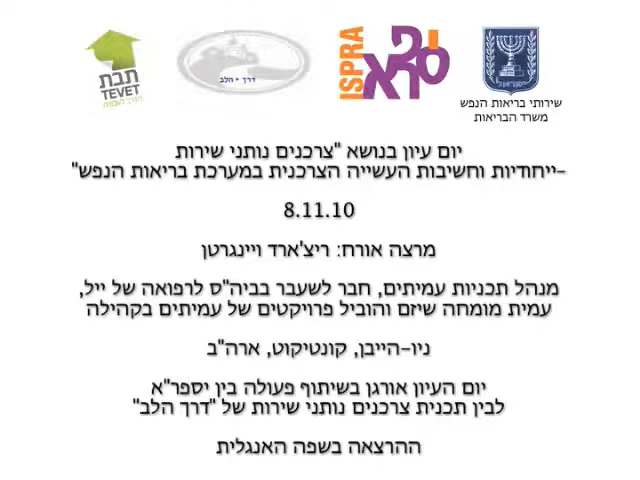 תבת
TEVET
דרך • הלב
ISPRA
יספרא
שירותי בריאות הנפש
משרד הבריאות
יום עיון בנושא "צרכנים נותני שירות
-ייחודיות וחשיבות העשייה הצרכנית במערכת בריאות הנפש"
8.11.10
מרצה אורח: ריצ'ארד ויינגרטן
מנהל תכניות עמיתים, חבר לשעבר בביה"ס לרפואה של ייל,
עמית מומחה שיזם והוביל פרויקטים של עמיתים בקהילה
ניו-הייבן, קונטיקוט, ארה"ב
יום העיון אורגן בשיתוף פעולה בין יספר"א
לבין תכנית צרכנים נותני שירות של "דרך הלב"
ההרצאה בשפה האנגלית